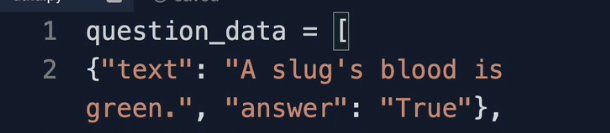 1 question_data = [
2 {"text": "A slug's blood is
green.", "answer": "True"},